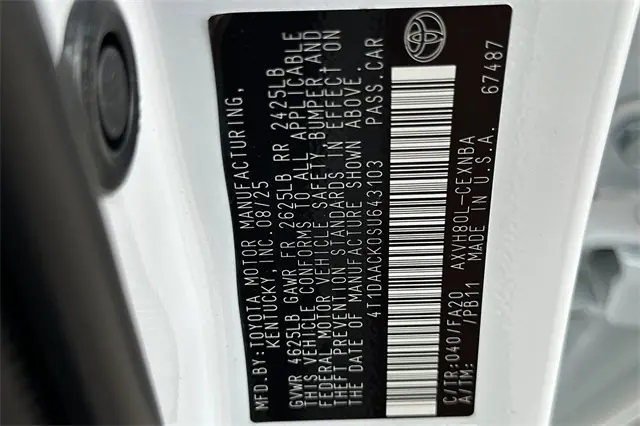 MFD.BY:TOYOTA MOTOR MANUFACTURING,
KENTUCKY, INC. 08/25
GVWR 4625LB GAWR FR 2625LB RR 2425LB
THIS VEHICLE CONFORMS TO ALL APPLICABLE
FEDERAL MOTOR VEHICLE SAFETY,BUMPER,AND
THEFT PREVENTION STANDARDS IN EFFECT ON
THE DATE OF MANUFACTURE SHOWN ABOVE.
4T1DAACK0SU643103 PASS.CAR
C/TR:040/FA20 AXVH80L-CEXNBA
A/TM: /PB11 MADE IN U.S.A.
67487